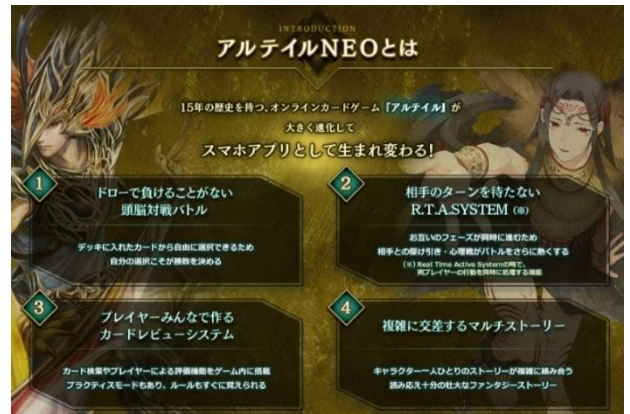 INTRODUCTION
アルテイルNEOとは
15年の歴史を持つ、オンラインカードゲーム『アルテイル』が
大きく進化して
スマホアプリとして生まれ変わる!
1
ドローで負けることがない
頭脳対戦バトル
デッキに入れたカードから自由に選択できるため
自分の選択こそが勝敗を決める
2
相手のターンを待たない
R.T.A.SYSTEM (※)
お互いのフェーズが同時に進むため
相手との駆け引き・心理戦がバトルをさらに熱くする
(※) Real Time Active Systemの略で、
両プレイヤーの行動を同時に処理する機能
3
プレイヤーみんなで作る
カードレビューシステム
カード検索やプレイヤーによる評価機能をゲーム内に搭載
プラクティスモードもあり、ルールもすぐに覚えられる
4
複雑に交差するマルチストーリー
キャラクター一人ひとりのストーリーが複雑に絡み合う
読み応え十分の壮大なファンタジーストーリー